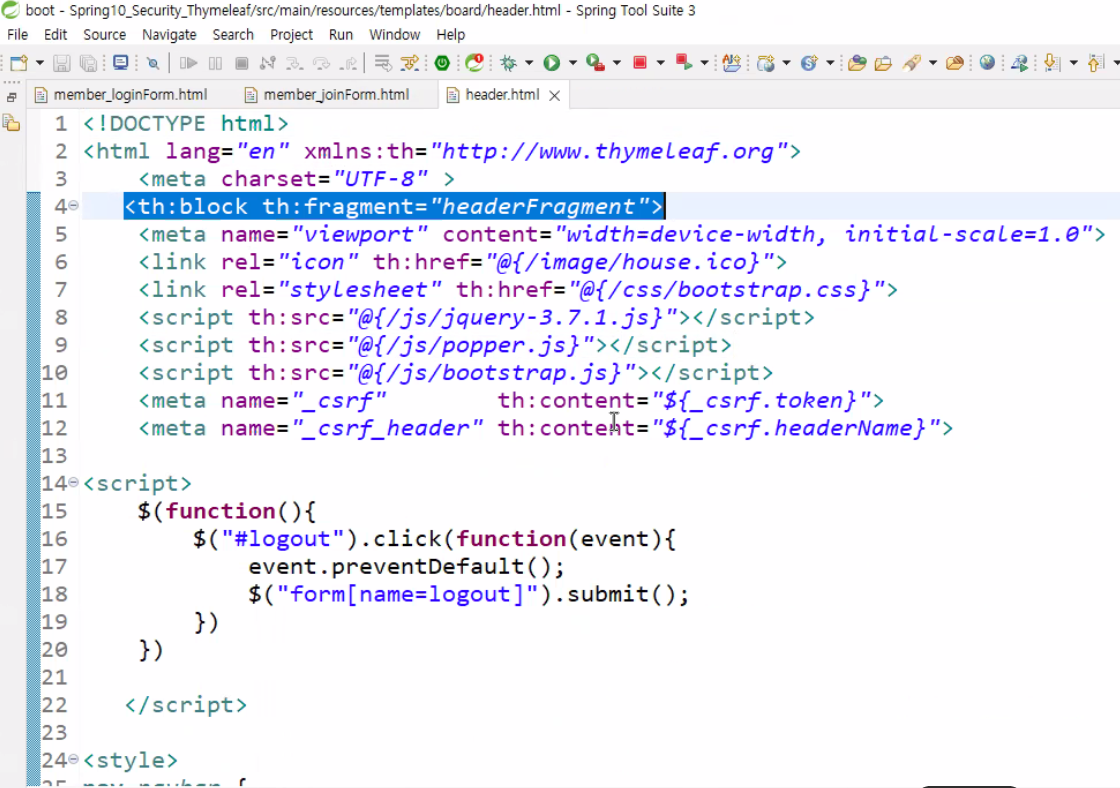 boot - Spring10_Security_Thymeleaf/src/main/resources/templates/board/header.html - Spring Tool Suite 3
File Edit Source Navigate Search Project Run Window Help
member_loginForm.html member_joinForm.html header.html
1 <!DOCTYPE html>
2 <html lang="en" xmlns:th="http://www.thymeleaf.org">
3 <meta charset="UTF-8" >
4 <th:block th:fragment="headerFragment">
5 <meta name="viewport" content="width=device-width, initial-scale=1.0">
6 <link rel="icon" th:href="@{/image/house.ico}">
7 <link rel="stylesheet" th:href="@{/css/bootstrap.css}">
8 <script th:src="@{/js/jquery-3.7.1.js}"></script>
9 <script th:src="@{/js/popper.js}"></script>
10 <script th:src="@{/js/bootstrap.js}"></script>
11 <meta name="_csrf" th:content="${_csrf.token}">
12 <meta name="_csrf_header" th:content="${_csrf.headerName}">
13
14 <script>
15 $(function(){
16 $("#logout").click(function(event){
17 event.preventDefault();
18 $("form[name=logout]").submit();
19 })
20 })
21
22 </script>
23
24 <style>
25 nav.navbar {